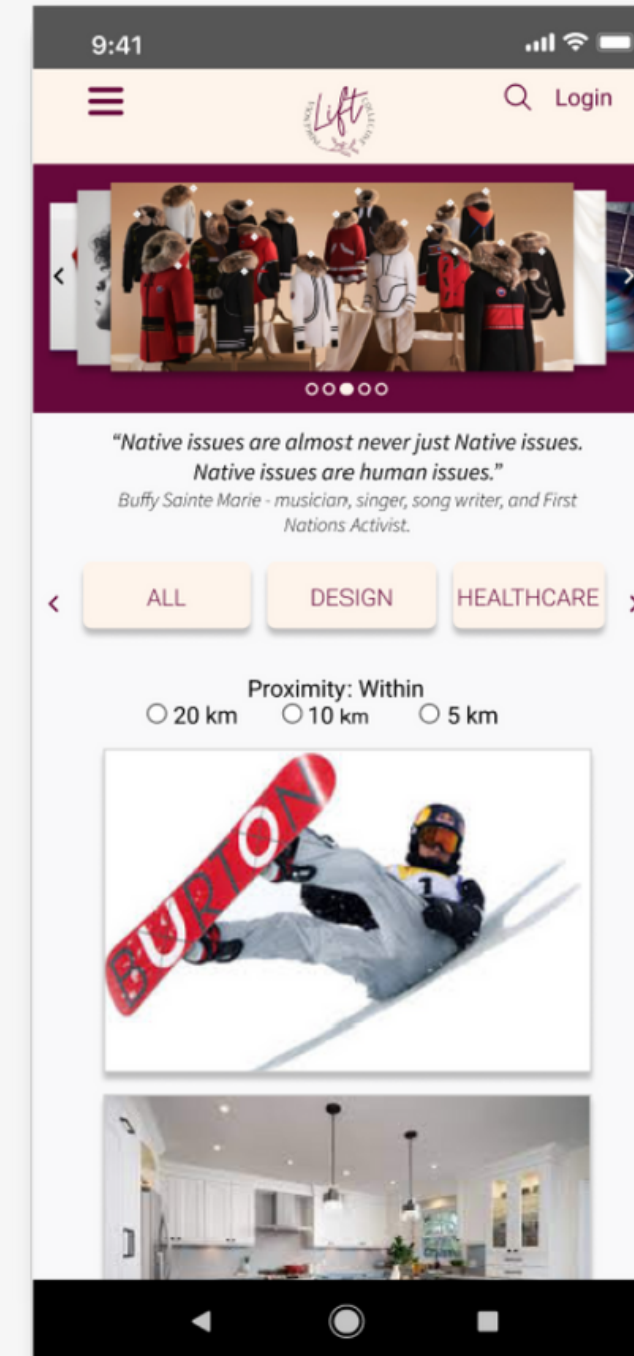 9:41
Lift
Login
“Native issues are almost never just Native issues.
Native issues are human issues.”
Buffy Sainte Marie - musician, singer, song writer, and First
Nations Activist.
ALL
DESIGN
HEALTHCARE
Proximity: Within
20 km
10 km
5 km
BURTON
1